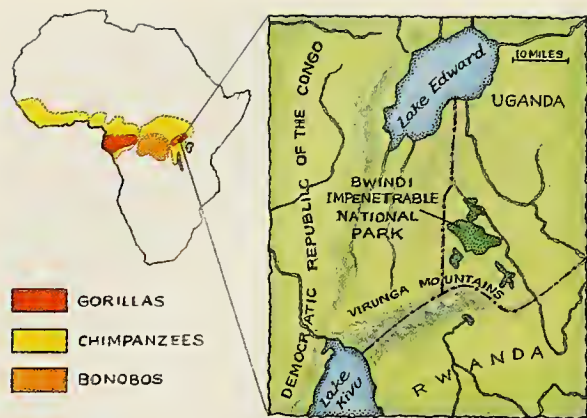 GORILLAS
CHIMPANZEES
BONOBOS
10 MILES
Lake Edward
UGANDA
DEMOCRATIC REPUBLIC OF THE CONGO
BWINDI
IMPENETRABLE
NATIONAL
PARK
VIRUNGA MOUNTAINS
RWANDA
Lake
Kivu